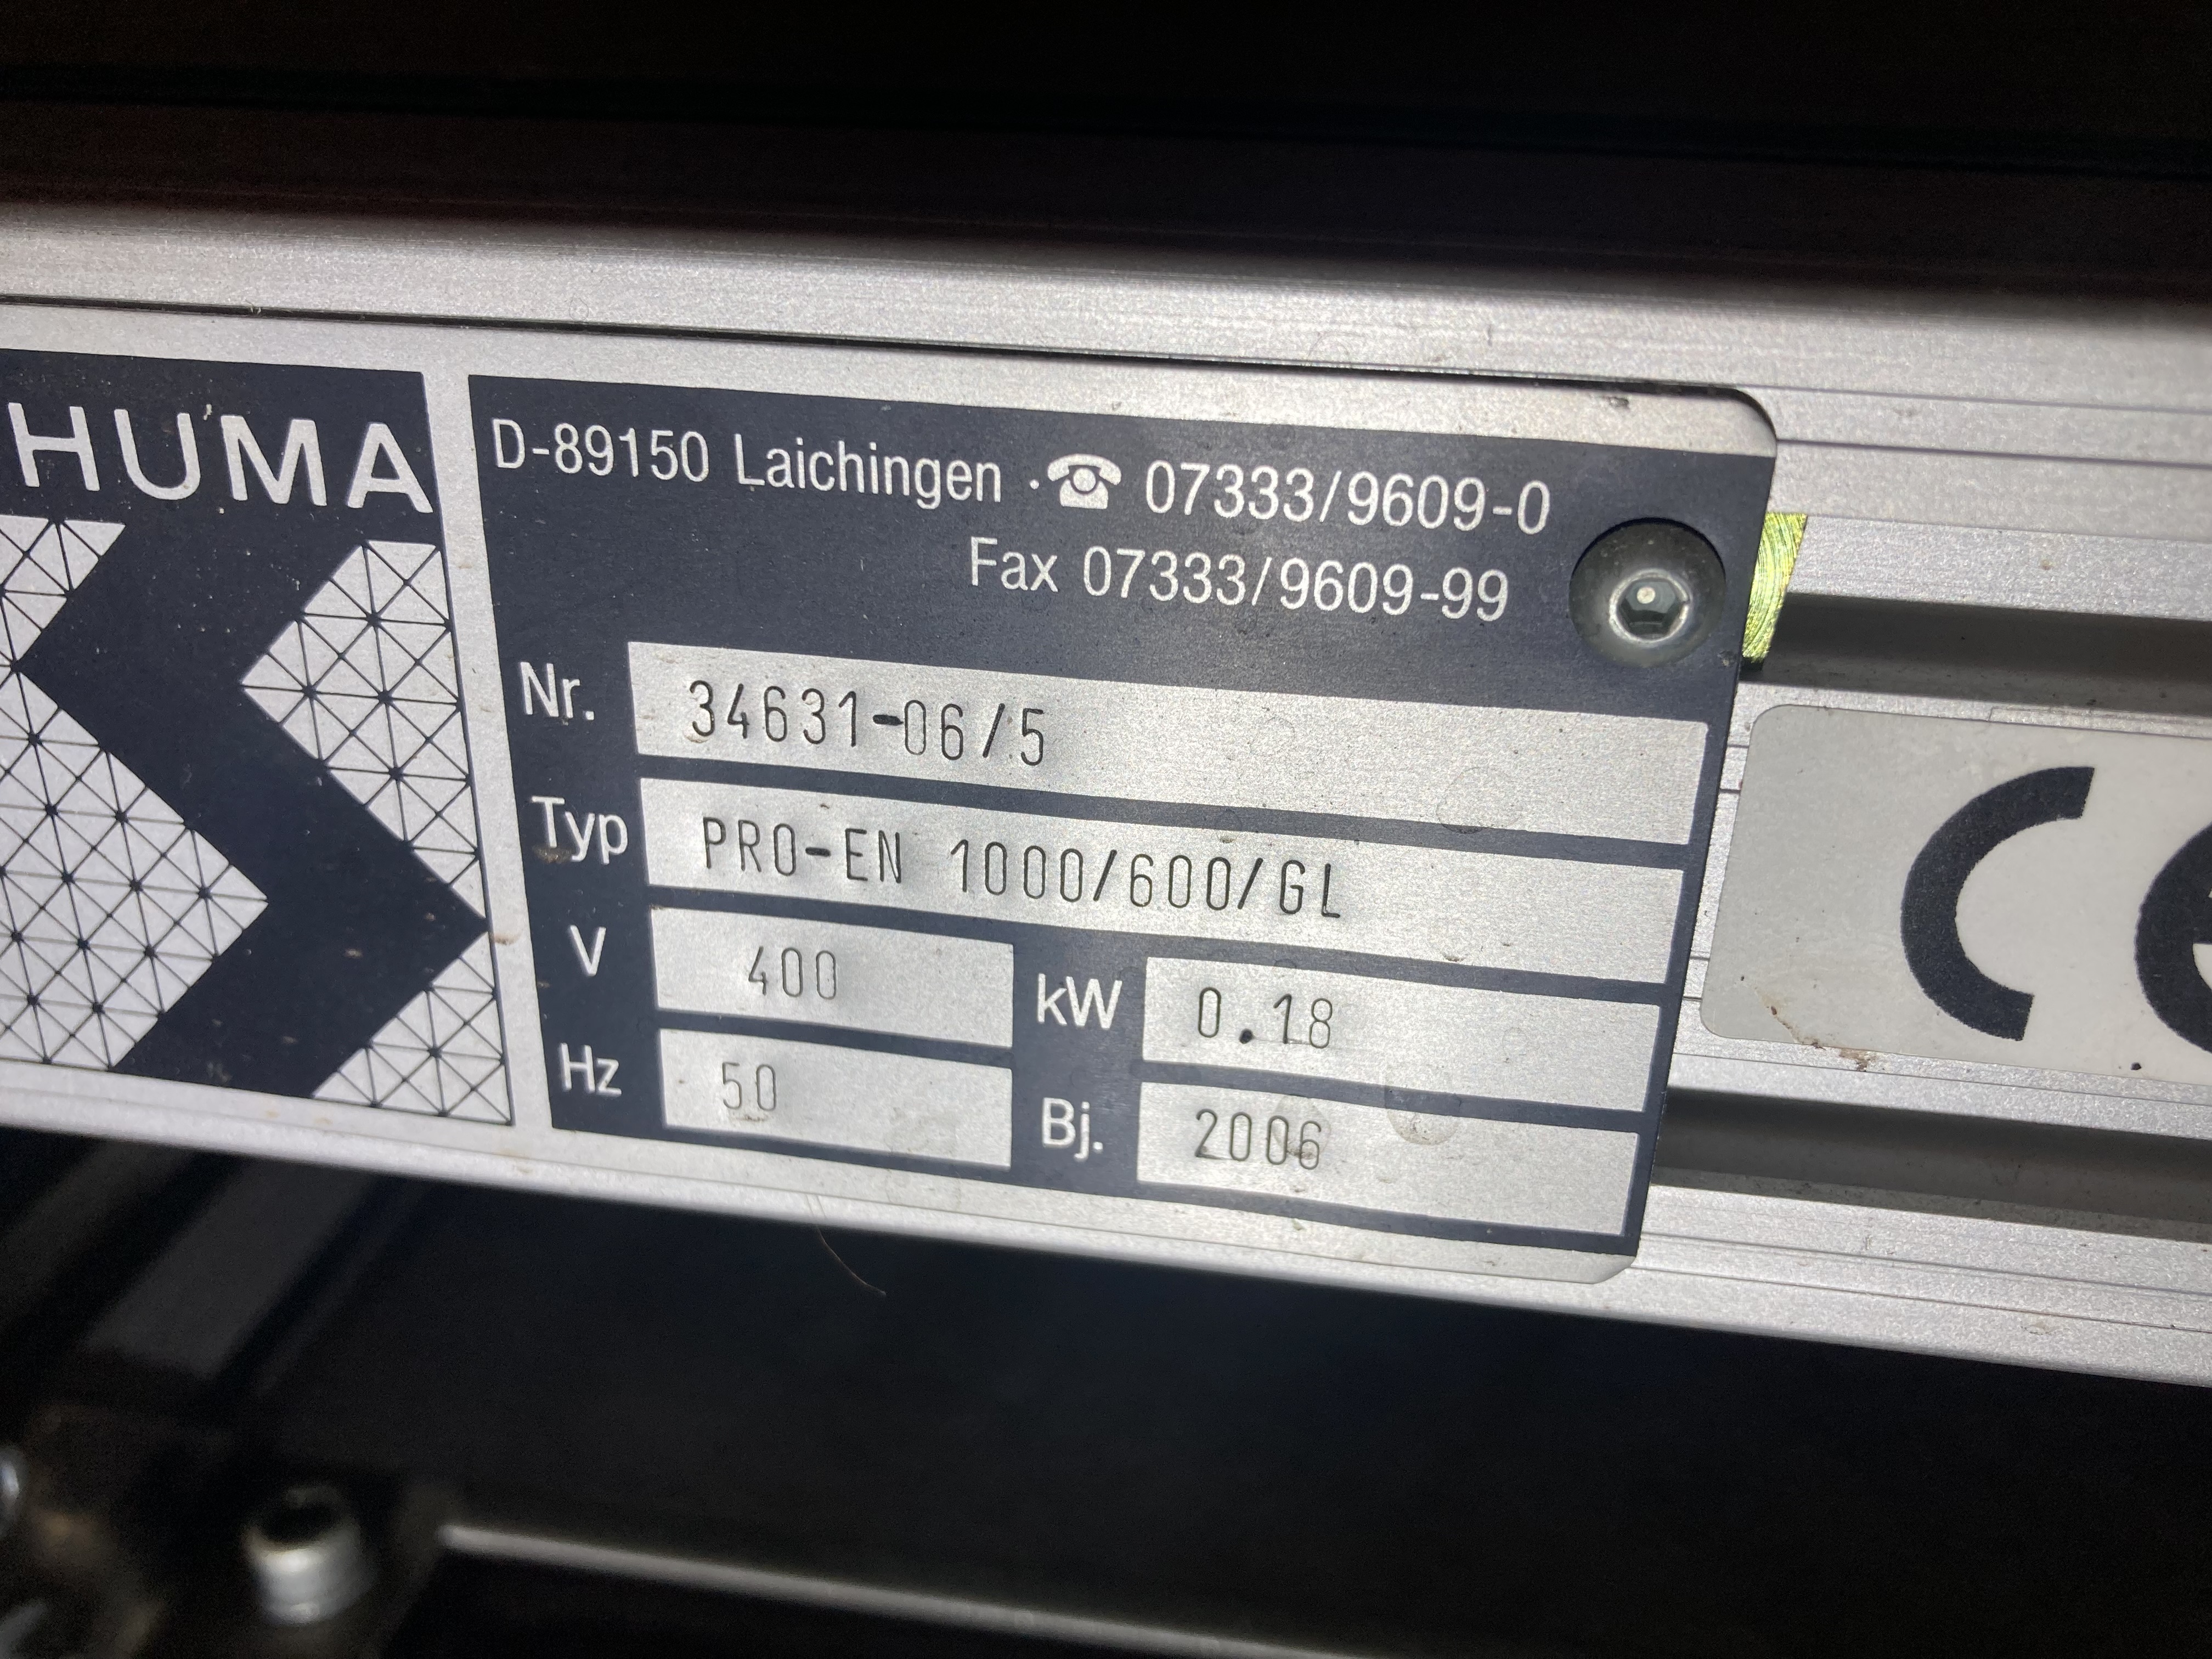 HUMA
D-89150 Laichingen · ☎ 07333/9609-0
Fax 07333/9609-99
Nr. 34631-06/5
Typ PRO-EN 1000/600/GL
V 400 kW 0.18
Hz 50 Bj. 2006
CE